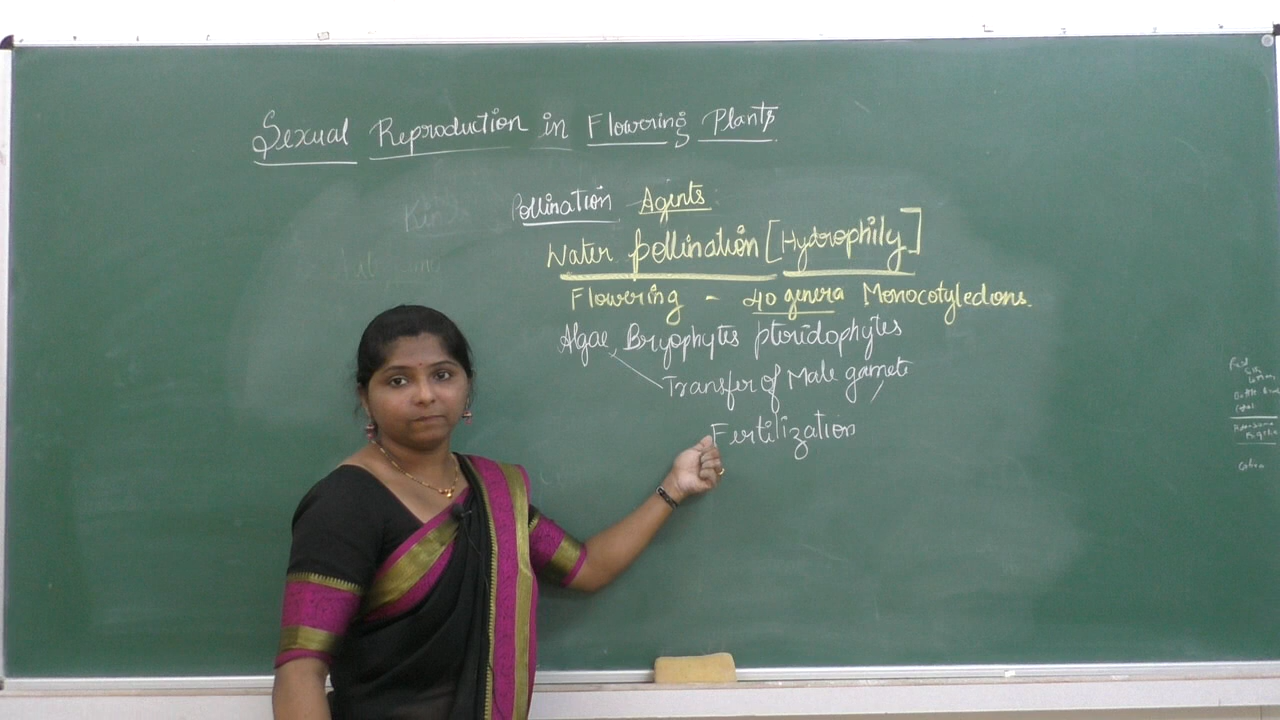 Sexual Reproduction in Flowering Plants
Pollination Agents:
Water pollination [Hydrophily]
Flowering - 40 genera Monocotyledons.
Algae Bryophytes pteridophytes
Transfer of Male gamete
Fertilization